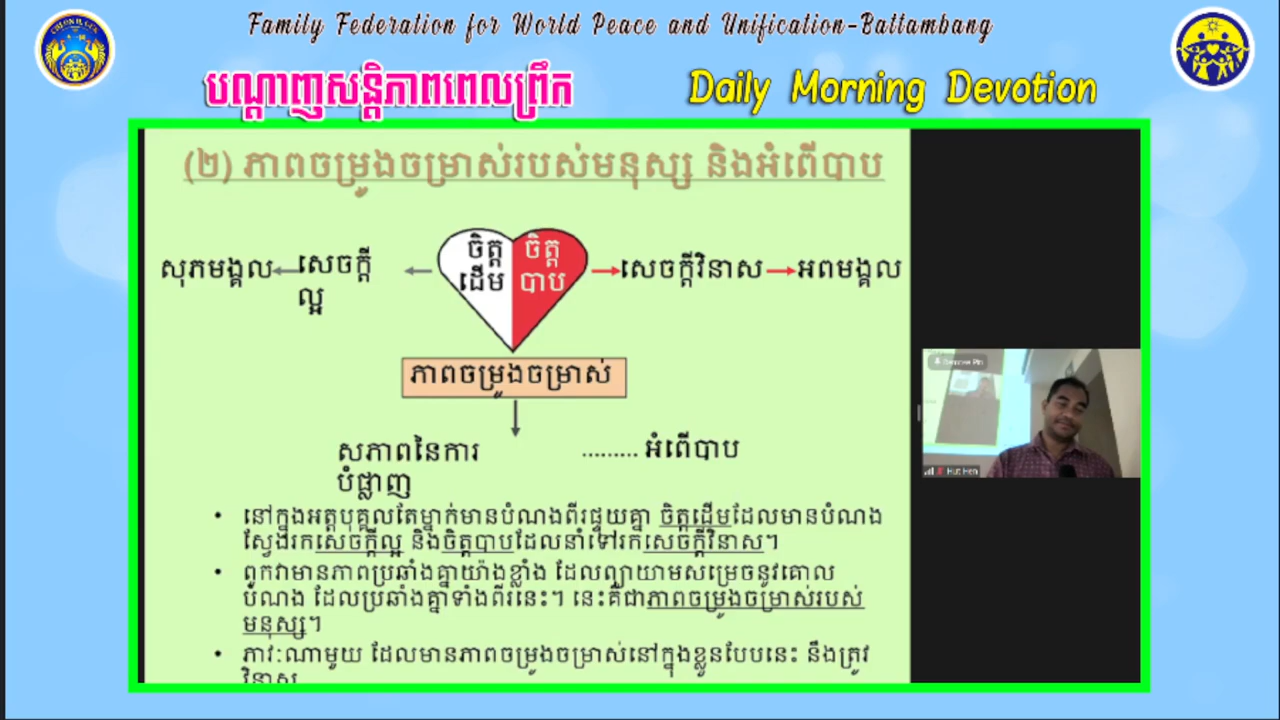 Family Federation for World Peace and Unification-Battambang
បណ្តាញសន្តិភាពពេលព្រឹក
Daily Morning Devotion
(២) ភាពចម្រូងចម្រាស់របស់មនុស្ស និងអំពើបាប
សុភមង្គល
សេចក្តី
ល្អ
ចិត្ត
ដើម
ចិត្ត
បាប
សេចក្តីវិនាស
អពមង្គល
ភាពចម្រូងចម្រាស់
សភាពនៃការ
បំផ្លាញ
......... អំពើបាប
• នៅក្នុងអត្តបុគ្គលតែម្នាក់មានបំណងពីរផ្ទុយគ្នា ចិត្តដើមដែលមានបំណង
ស្វែងរកសេចក្តីល្អ និងចិត្តបាបដែលនាំទៅរកសេចក្តីវិនាស។
• ពួកវាមានភាពប្រឆាំងគ្នាយ៉ាងខ្លាំង ដែលព្យាយាមសម្រេចនូវគោល
បំណង ដែលប្រឆាំងគ្នាទាំងពីរនេះ។ នេះគឺជាភាពចម្រូងចម្រាស់របស់
មនុស្ស។
• ភាវៈណាមួយ ដែលមានភាពចម្រូងចម្រាស់នៅក្នុងខ្លួនបែបនេះ នឹងត្រូវ
វិនាស
Hut Hen